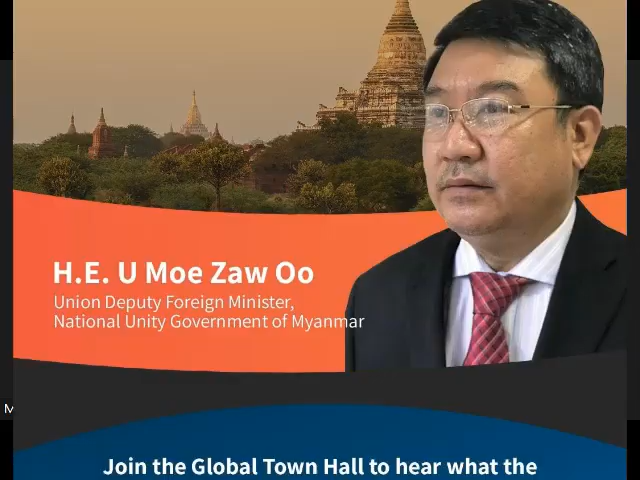 H.E. U Moe Zaw Oo
Union Deputy Foreign Minister,
National Unity Government of Myanmar
M
Join the Global Town Hall to hear what the